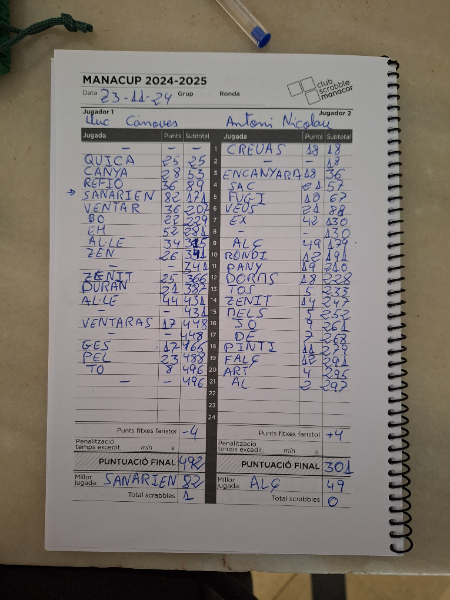 MANACUP 2024-2025
club scrabble manacor
Data 23-11-24 Grup Ronda
Jugador 1 Jugador 2
Lluc Cánoves Antoni Nicolau
Jugada Punts Subtotal Jugada Punts Subtotal
- - 1 CREUAS 18 18
QUICA 25 25 2 - - 18
CANYA 28 53 3 ENCANYARA 18 36
REFIO 36 89 4 SAC 21 57
→ SANARIEN 82 171 5 FUGI 10 67
VENTAR 36 207 6 VEUS 21 88
BO 22 229 7 EX 42 130
EH 52 281 8 - - 130
ALLE 34 315 9 ALÇ 49 179
ZEN 26 341 10 RONDI 12 191
- - 341 11 PANY 19 210
ZENIT 25 366 12 DORMS 18 228
DURAN 21 387 13 TOS 5 233
ALLE 44 431 14 ZENIT 14 247
- - 431 15 MELS 5 252
VENTARAS 17 448 16 SO 9 261
- - 448 17 DE 7 268
GES 17 465 18 PINTI 11 279
PEL 23 488 19 FALÇ 12 291
TO 8 496 20 ART 4 295
- - 496 21 AL 2 297
22
23
24
Punts fitxes faristol -4 Punts fitxes faristol +4
Penalització temps excedit: min s Penalització temps excedit: min s
PUNTUACIÓ FINAL 492 PUNTUACIÓ FINAL 301
Millor jugada SANARIEN 82 Millor jugada ALÇ 49
Total scrabbles 1 Total scrabbles 0